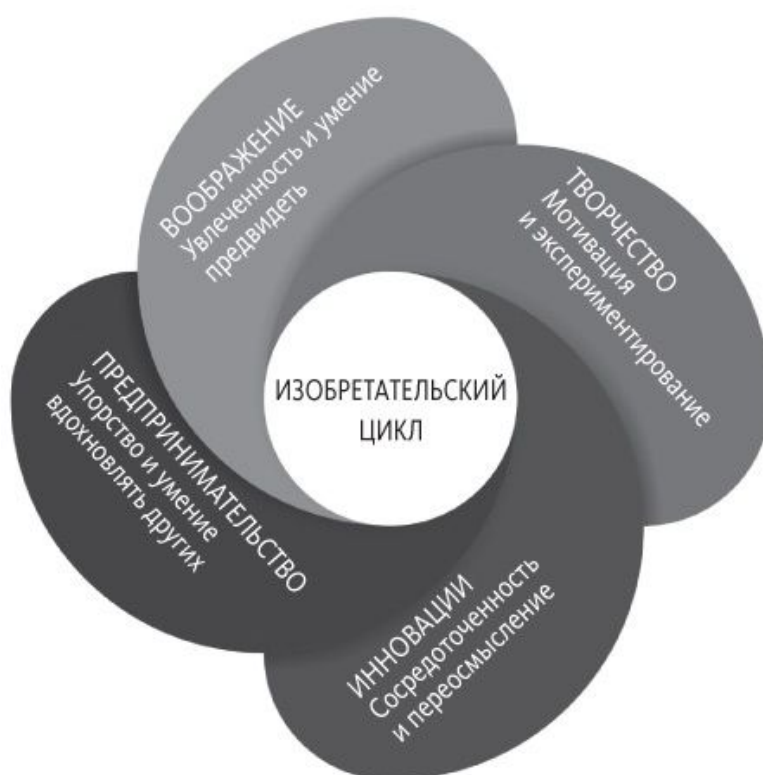 ВООБРАЖЕНИЕ
Увлеченность и умение
предвидеть
ТВОРЧЕСТВО
Мотивация
и экспериментирование
ИЗОБРЕТАТЕЛЬСКИЙ
ЦИКЛ
ПРЕДПРИНИМАТЕЛЬСТВО
Упорство и умение
вдохновлять других
ИННОВАЦИИ
Сосредоточенность
и переосмысление